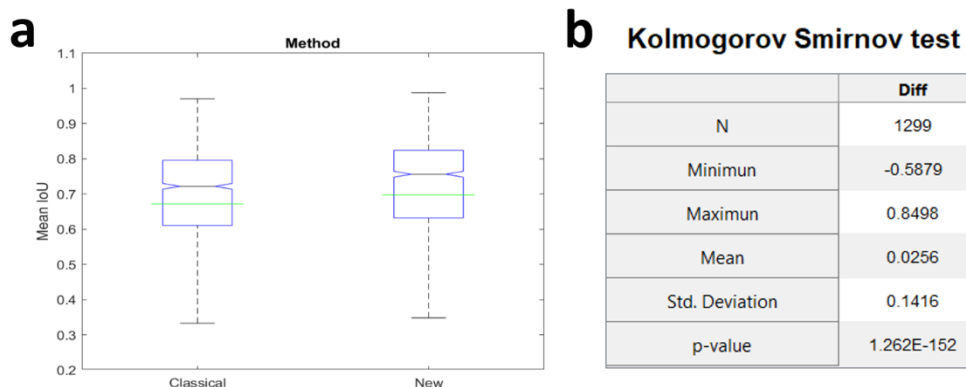 a
Method
Mean IoU
1.1
1
0.9
0.8
0.7
0.6
0.5
0.4
0.3
0.2
Classical
New
b
Kolmogorov Smirnov test
Diff
N 1299
Minimun -0.5879
Maximun 0.8498
Mean 0.0256
Std. Deviation 0.1416
p-value 1.262E-152